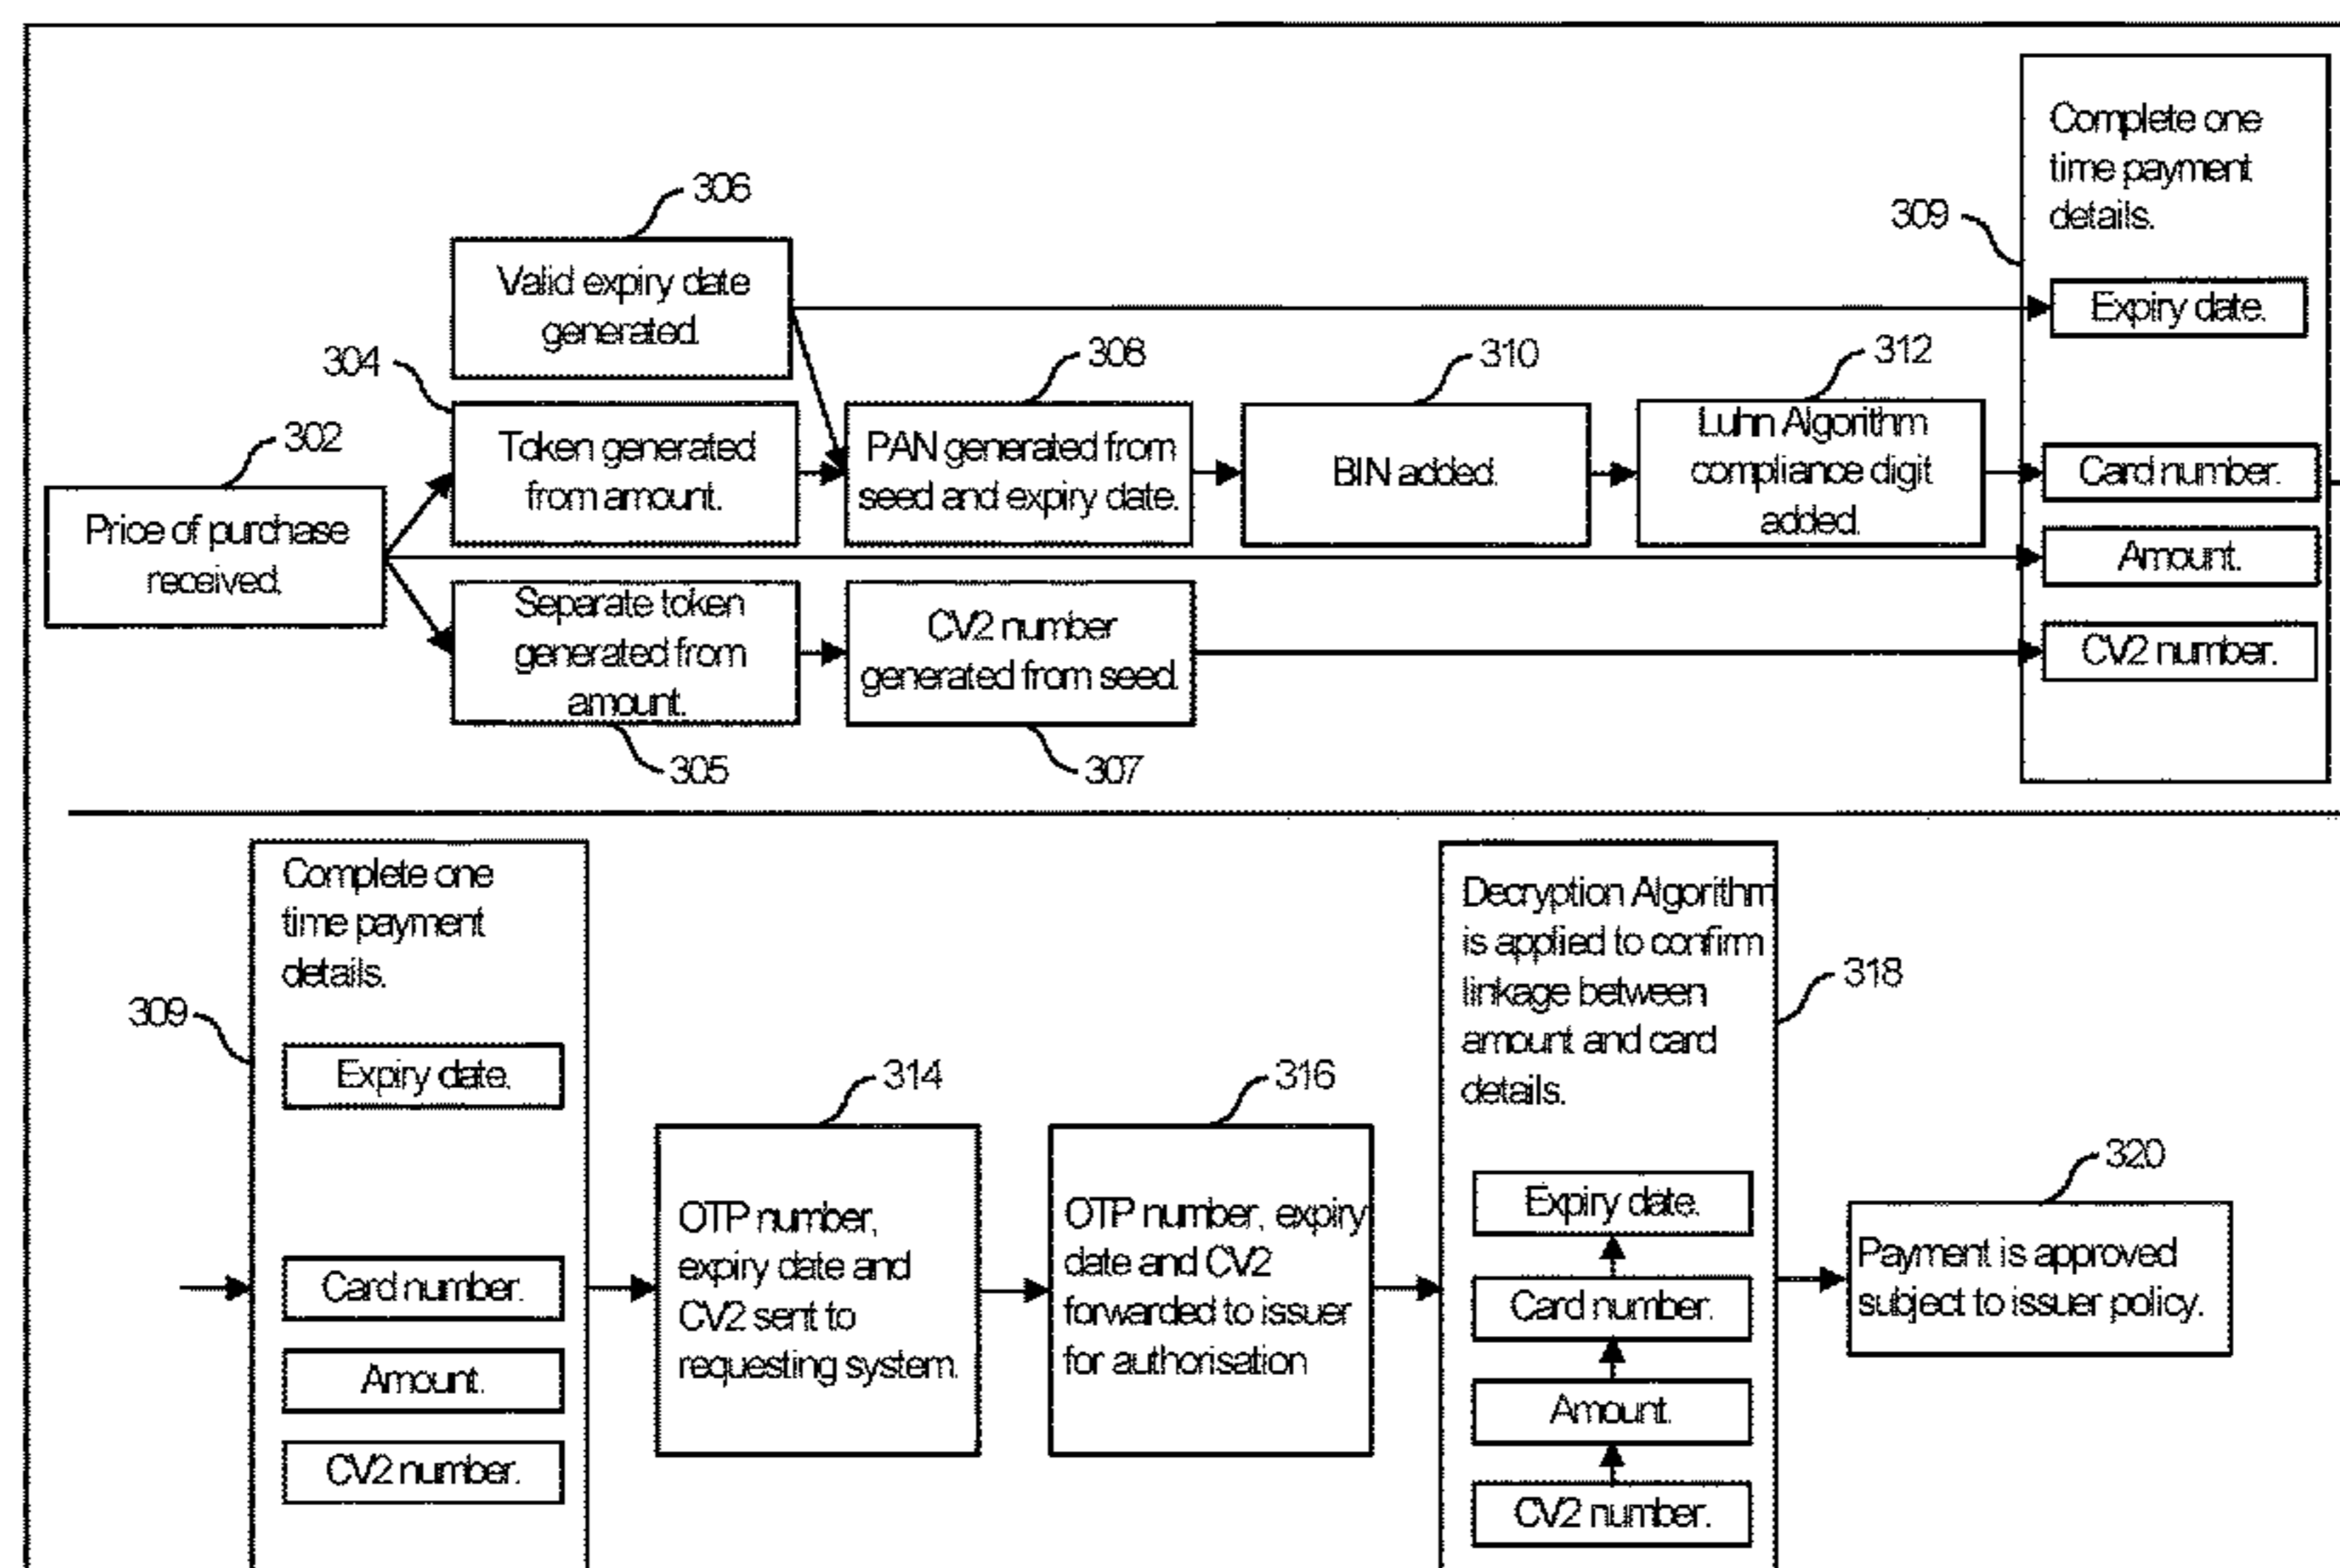 306
Valid expiry date
generated.
304
Token generated
from amount.
302
Price of purchase
received.
308
PAN generated from
seed and expiry date.
310
BIN added.
312
Luhn Algorithm
compliance digit
added.
Separate token
generated from
amount.
305
CV2 number
generated from seed.
307
309
Complete one
time payment
details.
Expiry date.
Card number.
Amount.
CV2 number.
309
Complete one
time payment
details.
Expiry date.
Card number.
Amount.
CV2 number.
314
OTP number,
expiry date and
CV2 sent to
requesting system.
316
OTP number, expiry
date and CV2
forwarded to issuer
for authorisation
318
Decryption Algorithm
is applied to confirm
linkage between
amount and card
details.
Expiry date.
Card number.
Amount.
CV2 number.
320
Payment is approved
subject to issuer policy.